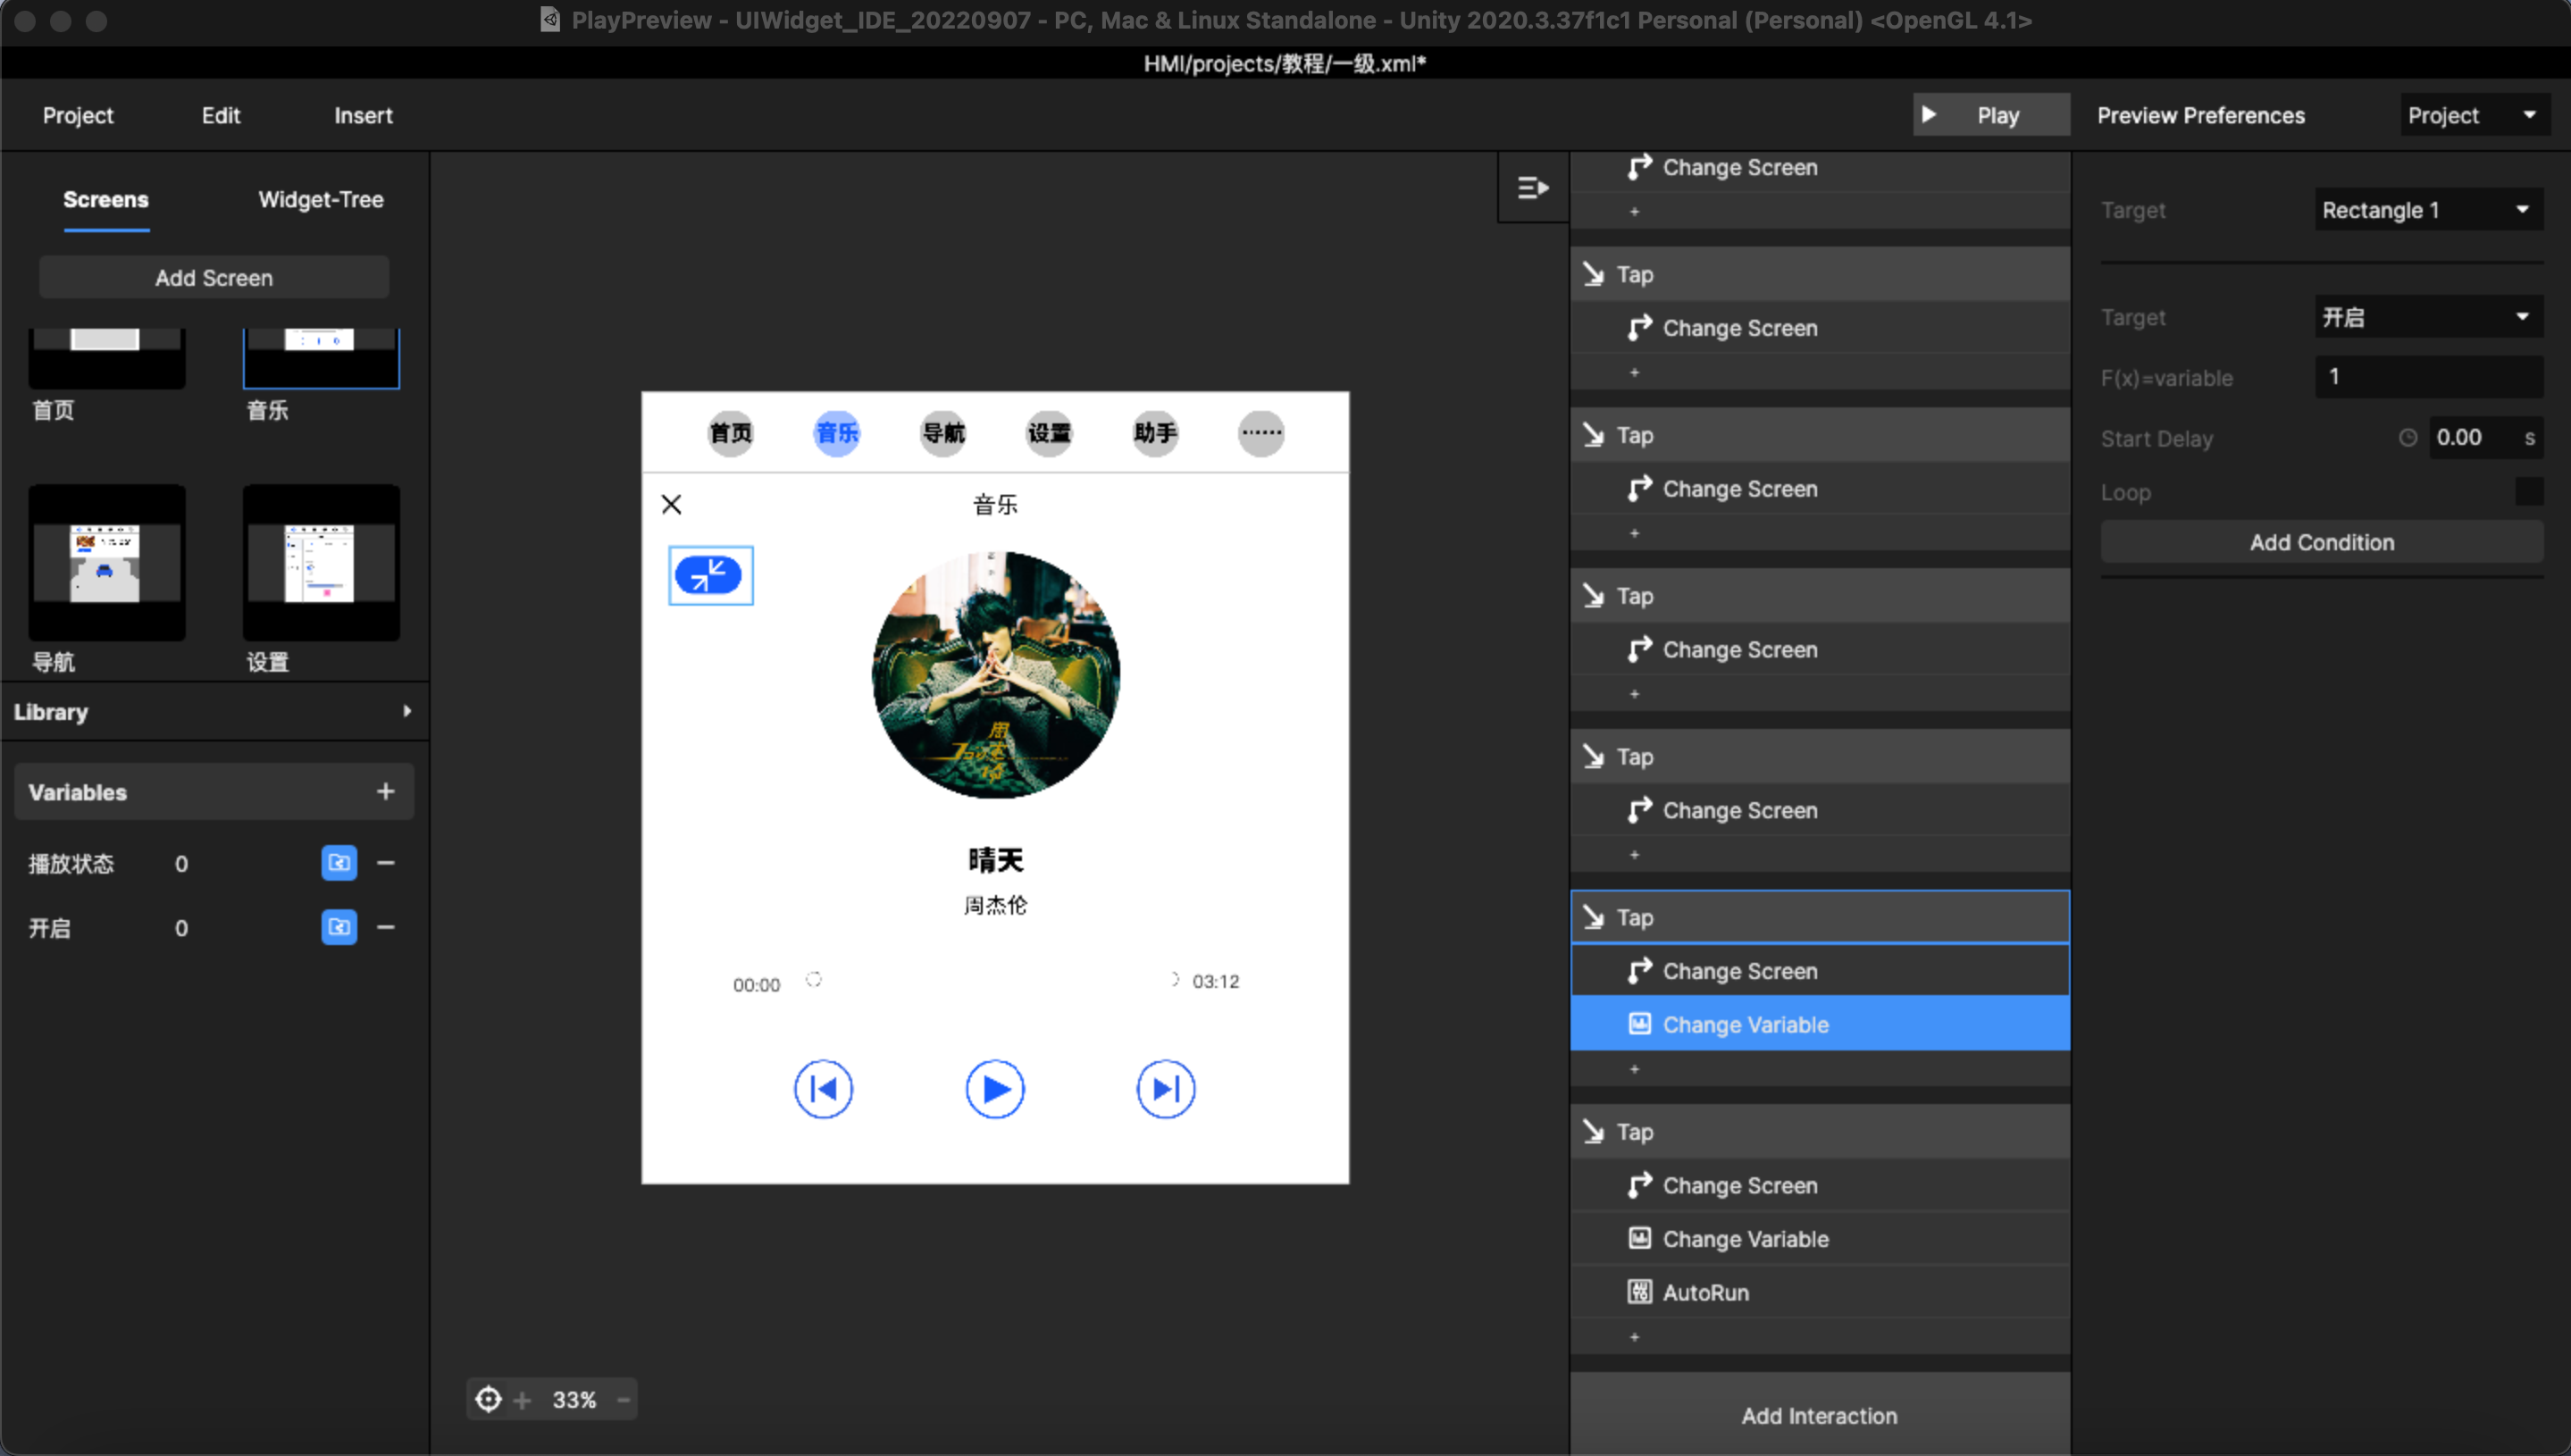 PlayPreview - UIWidget_IDE_20220907 - PC, Mac & Linux Standalone - Unity 2020.3.37f1c1 Personal (Personal) <OpenGL 4.1>
HMI/projects/教程/一级.xml*
Project Edit Insert
Play Preview Preferences Project
Screens Widget-Tree
Add Screen
首页 音乐
导航 设置
Library
Variables +
播放状态 0
开启 0
首页 音乐 导航 设置 助手 ······
音乐
周杰伦
晴天
周杰伦
00:00 03:12
+ 33% -
Change Screen
+
Tap
Change Screen
+
Tap
Change Screen
+
Tap
Change Screen
+
Tap
Change Screen
+
Tap
Change Screen
Change Variable
+
Tap
Change Screen
Change Variable
AutoRun
+
Add Interaction
Target Rectangle 1
Target 开启
F(x)=variable 1
Start Delay 0.00 s
Loop
Add Condition